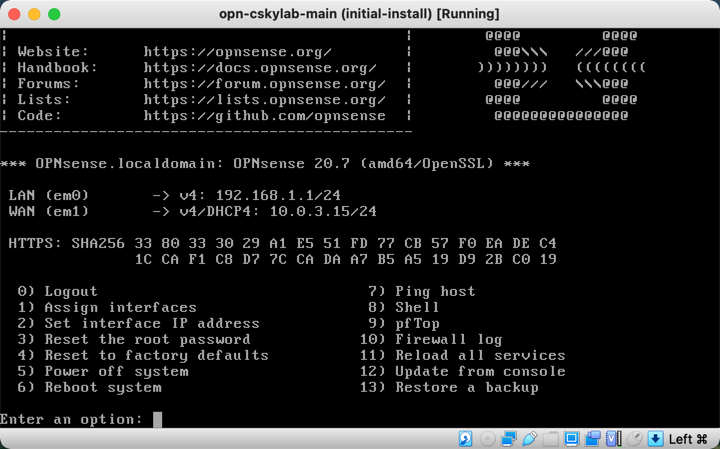 opn-cskylab-main (initial-install) [Running]
|                                              |        @@@@         @@@@
| Website:      https://opnsense.org/          |         @@@\\\   ///@@@
| Handbook:     https://docs.opnsense.org/     |       ))))))))   ((((((((
| Forums:       https://forum.opnsense.org/    |         @@@///   \\\@@@
| Lists:        https://lists.opnsense.org/    |        @@@@         @@@@
| Code:         https://github.com/opnsense    |         @@@@@@@@@@@@@@@
----------------------------------------------
*** OPNsense.localdomain: OPNsense 20.7 (amd64/OpenSSL) ***
LAN (em0)       -> v4: 192.168.1.1/24
WAN (em1)       -> v4/DHCP4: 10.0.3.15/24
HTTPS: SHA256 33 80 33 30 29 A1 E5 51 FD 77 CB 57 F0 EA DE C4
1C CA F1 C8 D7 7C CA DA A7 B5 A5 19 D9 2B C0 19
0) Logout                              7) Ping host
1) Assign interfaces                   8) Shell
2) Set interface IP address            9) pfTop
3) Reset the root password            10) Firewall log
4) Reset to factory defaults          11) Reload all services
5) Power off system                   12) Update from console
6) Reboot system                      13) Restore a backup
Enter an option:
Left ⌘